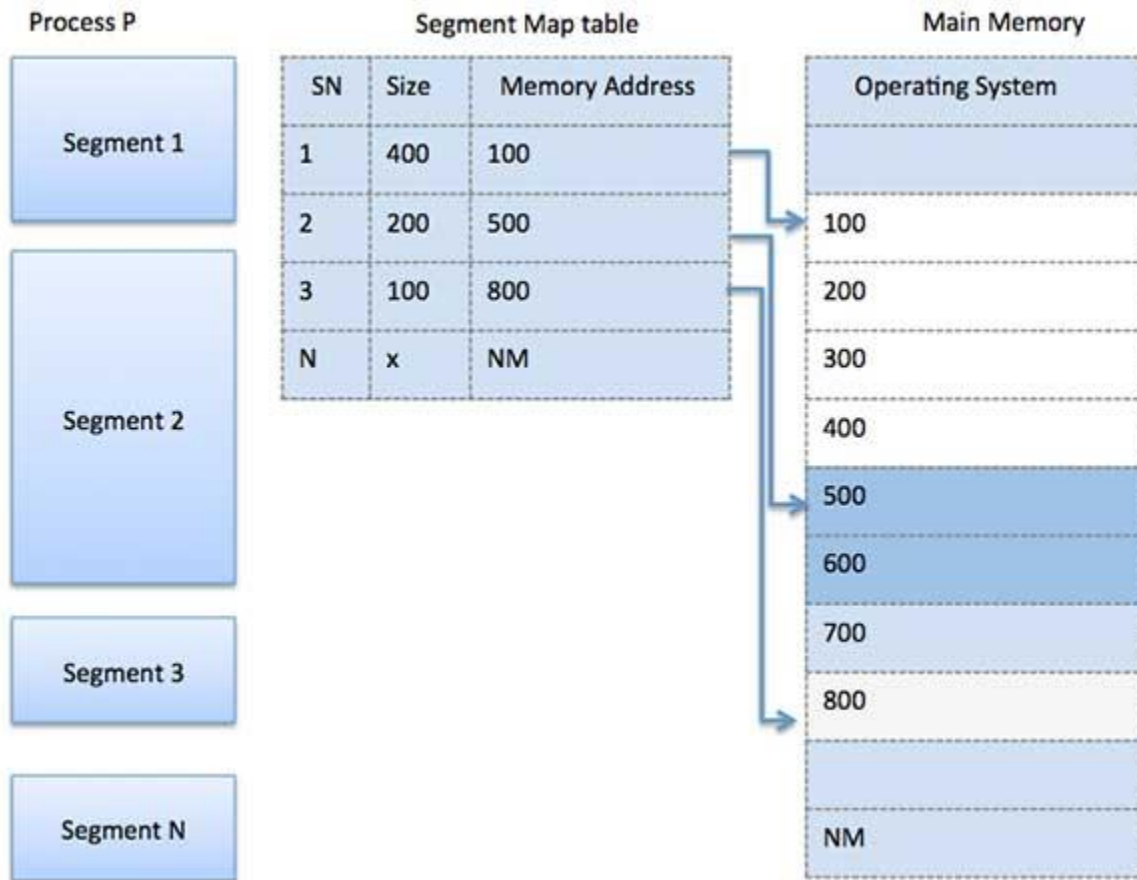 Process P
Segment 1
Segment 2
Segment 3
Segment N
Segment Map table
SN Size Memory Address
1 400 100
2 200 500
3 100 800
N x NM
Main Memory
Operating System
100
200
300
400
500
600
700
800
NM